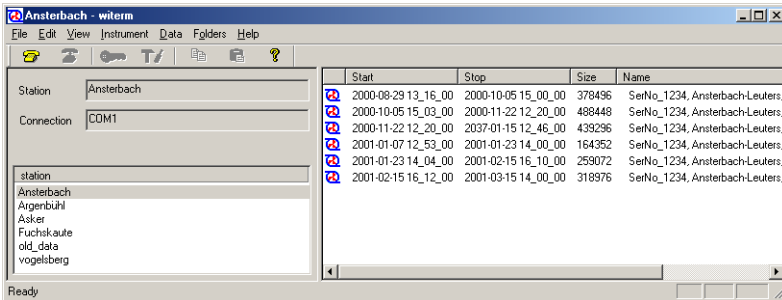 Ansterbach - witerm
File Edit View Instrument Data Folders Help
Station Ansterbach
Connection COM1
station
Ansterbach
Argenbühl
Asker
Fuchskaute
old_data
vogelsberg
Start Stop Size Name
2000-08-29 13_16_00 2000-10-05 15_00_00 378496 SerNo_1234, Ansterbach-Leuters,
2000-10-05 15_03_00 2000-11-22 12_20_00 488448 SerNo_1234, Ansterbach-Leuters,
2000-11-22 12_20_00 2037-01-15 12_46_00 439296 SerNo_1234, Ansterbach-Leuters,
2001-01-07 12_53_00 2001-01-23 14_00_00 164352 SerNo_1234, Ansterbach-Leuters,
2001-01-23 14_04_00 2001-02-15 16_10_00 259072 SerNo_1234, Ansterbach-Leuters,
2001-02-15 16_12_00 2001-03-15 14_00_00 318976 SerNo_1234, Ansterbach-Leuters,
Ready